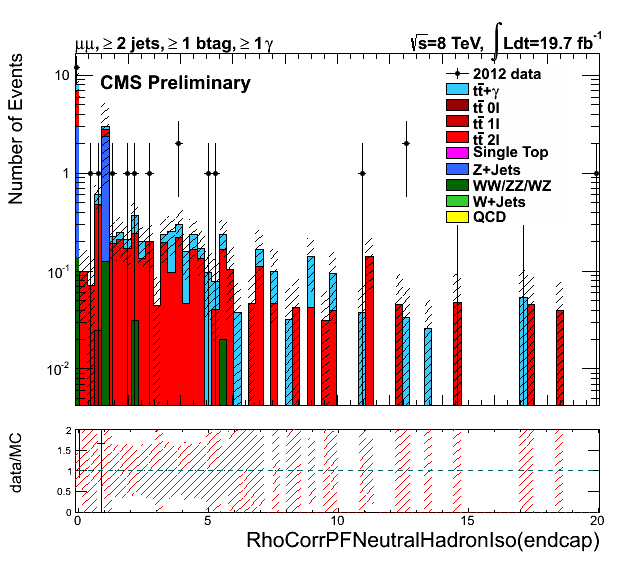 μμ, ≥ 2 jets, ≥ 1 btag, ≥ 1 γ
√s=8 TeV, ∫ Ldt=19.7 fb⁻¹
Number of Events
CMS Preliminary
2012 data
tt̄+γ
tt̄ 0l
tt̄ 1l
tt̄ 2l
Single Top
Z+Jets
WW/ZZ/WZ
W+Jets
QCD
10
1
10⁻¹
10⁻²
data/MC
2
1.5
1
0.5
0
0 5 10 15 20
RhoCorrPFNeutralHadronIso(endcap)